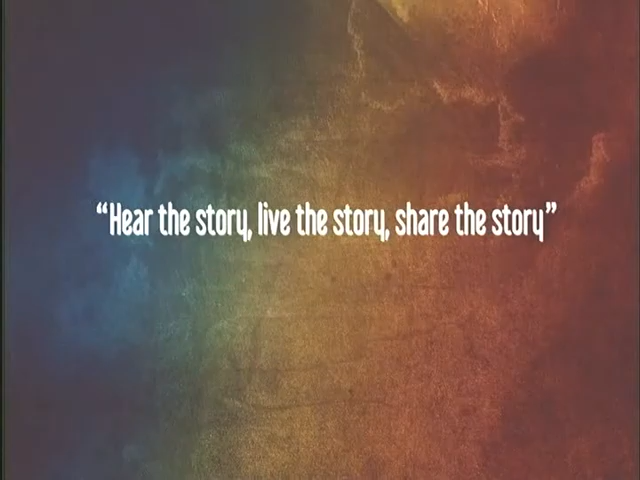 “Hear the story, live the story, share the story”